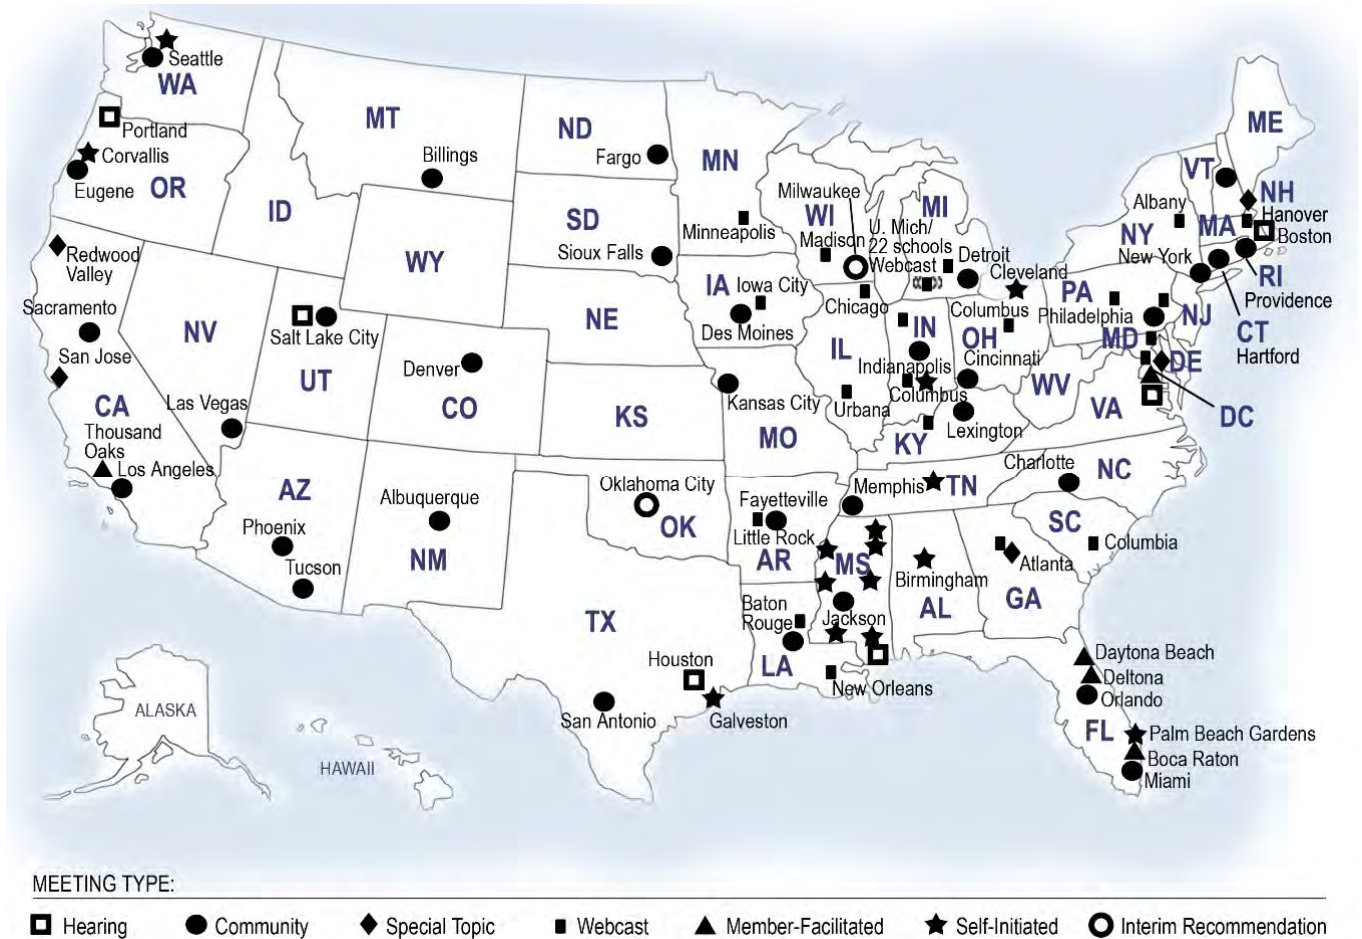 Seattle
WA
Portland
Corvallis
Eugene
OR
Redwood
Valley
Sacramento
San Jose
CA
Thousand
Oaks
Los Angeles
Las Vegas
NV
ID
MT
Billings
WY
Salt Lake City
UT
Denver
CO
AZ
Phoenix
Tucson
Albuquerque
NM
ND
Fargo
SD
Sioux Falls
NE
KS
Oklahoma City
OK
TX
Houston
San Antonio
Galveston
MN
Minneapolis
IA
Iowa City
Des Moines
Kansas City
MO
Fayetteville
Little Rock
AR
Baton
Rouge
LA
New Orleans
Milwaukee
WI
Madison
U. Mich/
22 schools
Webcast
MI
Detroit
Chicago
IL
Urbana
IN
Indianapolis
Columbus
Cleveland
Columbus
OH
Cincinnati
Lexington
KY
Memphis
TN
MS
Jackson
Birmingham
AL
Atlanta
GA
Charlotte
NC
SC
Columbia
WV
VA
Daytona Beach
Deltona
Orlando
FL
Palm Beach Gardens
Boca Raton
Miami
ME
VT
NH
Hanover
Boston
MA
Albany
NY
New York
RI
Providence
CT
Hartford
PA
Philadelphia
NJ
MD
DE
DC
ALASKA
HAWAII
MEETING TYPE:
Hearing
Community
Special Topic
Webcast
Member-Facilitated
Self-Initiated
Interim Recommendation